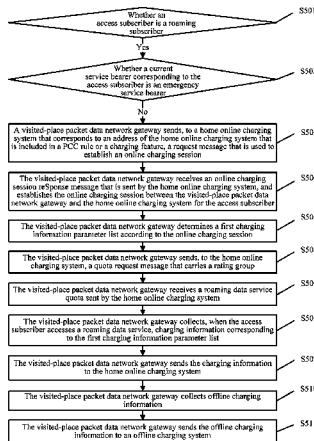 Whether an
access subscriber is a roaming
subscriber
S501
Yes
Whether a current
service bearer corresponding to the
access subscriber is an emergency
service bearer
S50
No
A visited-place packet data network gateway sends, to a home online charging
system that corresponds to an address of the home online charging system that
is included in a PCC rule or a charging feature, a request message that is used to
establish an online charging session
S50
The visited-place packet data network gateway receives an online charging
session response message that is sent by the home online charging system, and
establishes the online charging session between the visited-place packet data
network gateway and the home online charging system for the access subscriber
S50
The visited-place packet data network gateway determines a first charging
information parameter list according to the online charging session
S50
The visited-place packet data network gateway sends, to the home online
charging system, a quota request message that carries a rating group
S50
The visited-place packet data network gateway receives a roaming data service
quota sent by the home online charging system
S50
The visited-place packet data network gateway collects, when the access
subscriber accesses a roaming data service, charging information corresponding
to the first charging information parameter list
S50
The visited-place packet data network gateway sends the charging information
to the home online charging system
S50
The visited-place packet data network gateway collects offline charging
information
S51
The visited-place packet data network gateway sends the offline charging
information to an offline charging system
S51